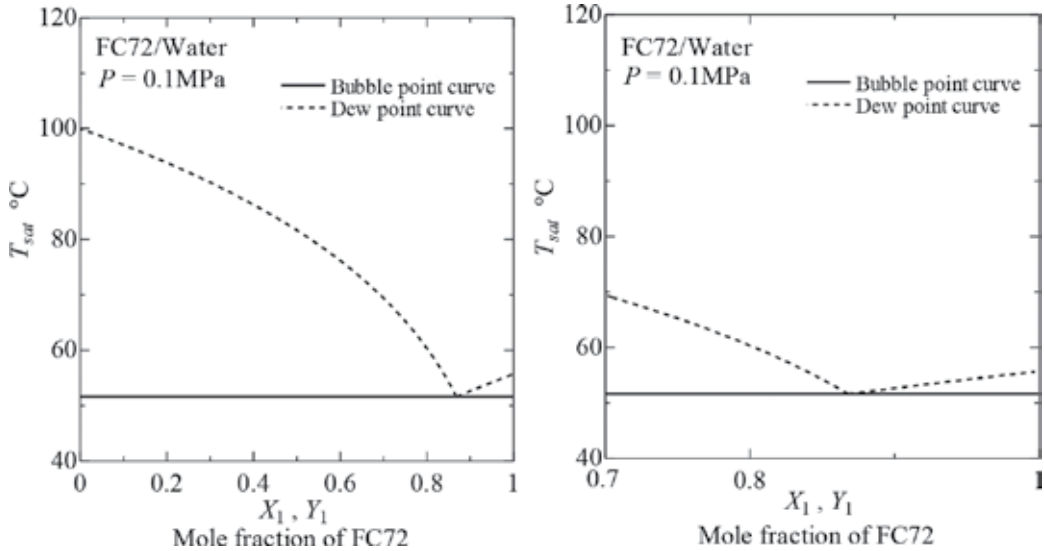 120
FC72/Water
P = 0.1MPa
Bubble point curve
Dew point curve
100
80
60
40
T_sat °C
0
0.2
0.4
0.6
0.8
1
X₁ , Y₁
Mole fraction of FC72
120
FC72/Water
P = 0.1MPa
Bubble point curve
Dew point curve
100
80
60
40
T_sat °C
0.7
0.8
1
X₁ , Y₁
Mole fraction of FC72